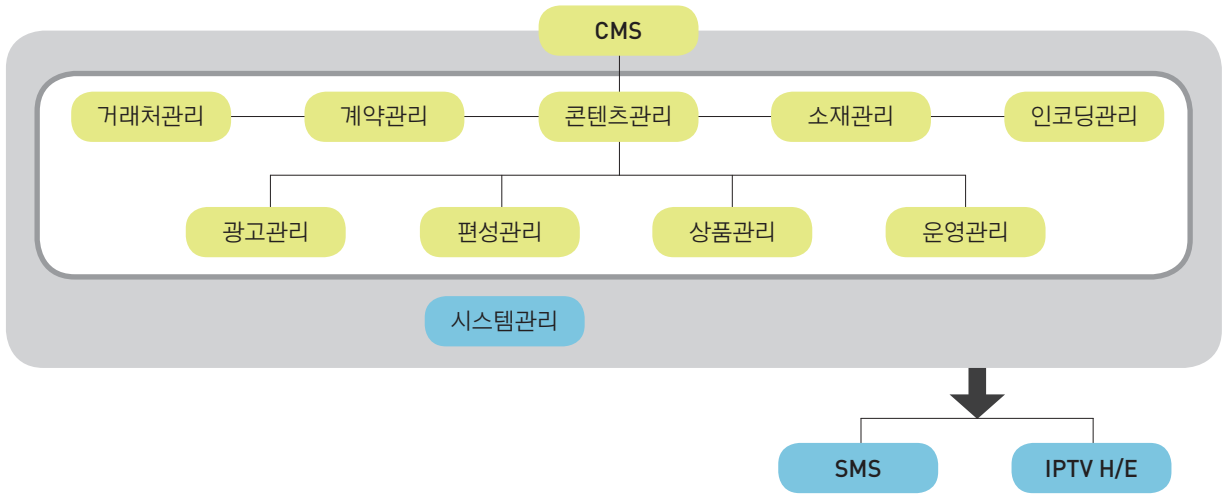 CMS
거래처관리
계약관리
콘텐츠관리
소재관리
인코딩관리
광고관리
편성관리
상품관리
운영관리
시스템관리
SMS
IPTV H/E